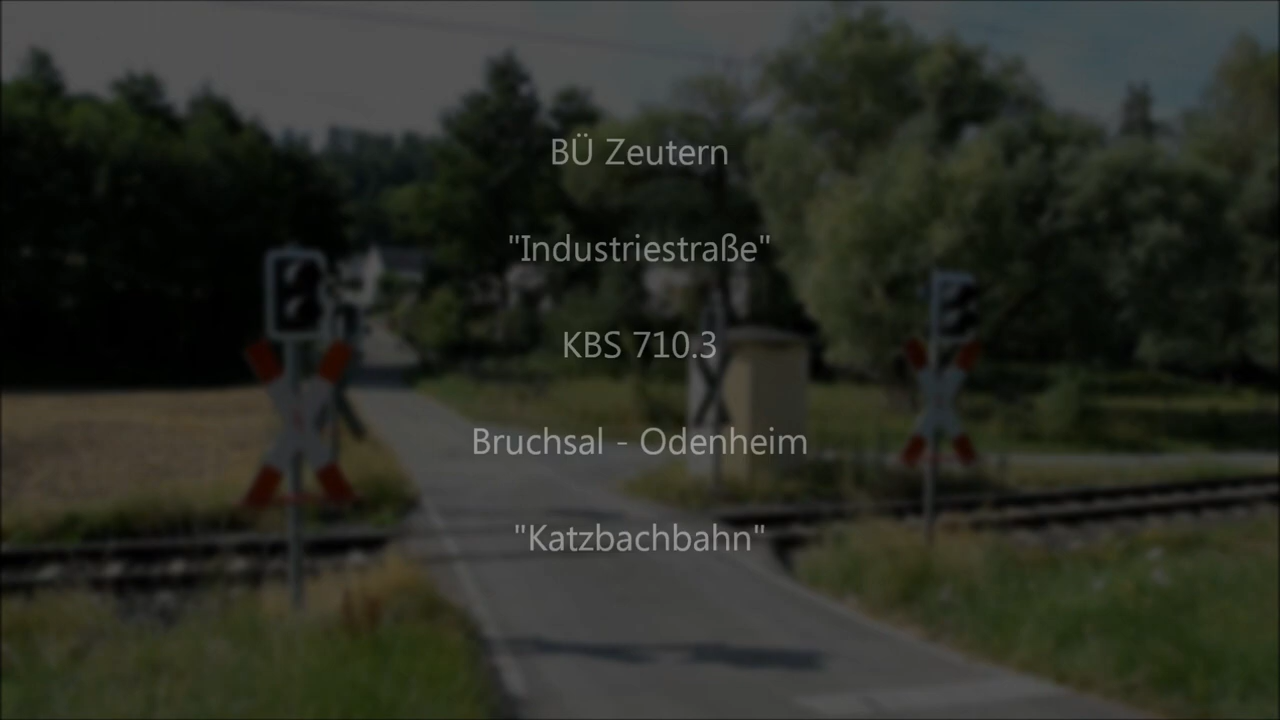 BÜ Zeutern
"Industriestraße"
KBS 710.3
Bruchsal - Odenheim
"Katzbachbahn"